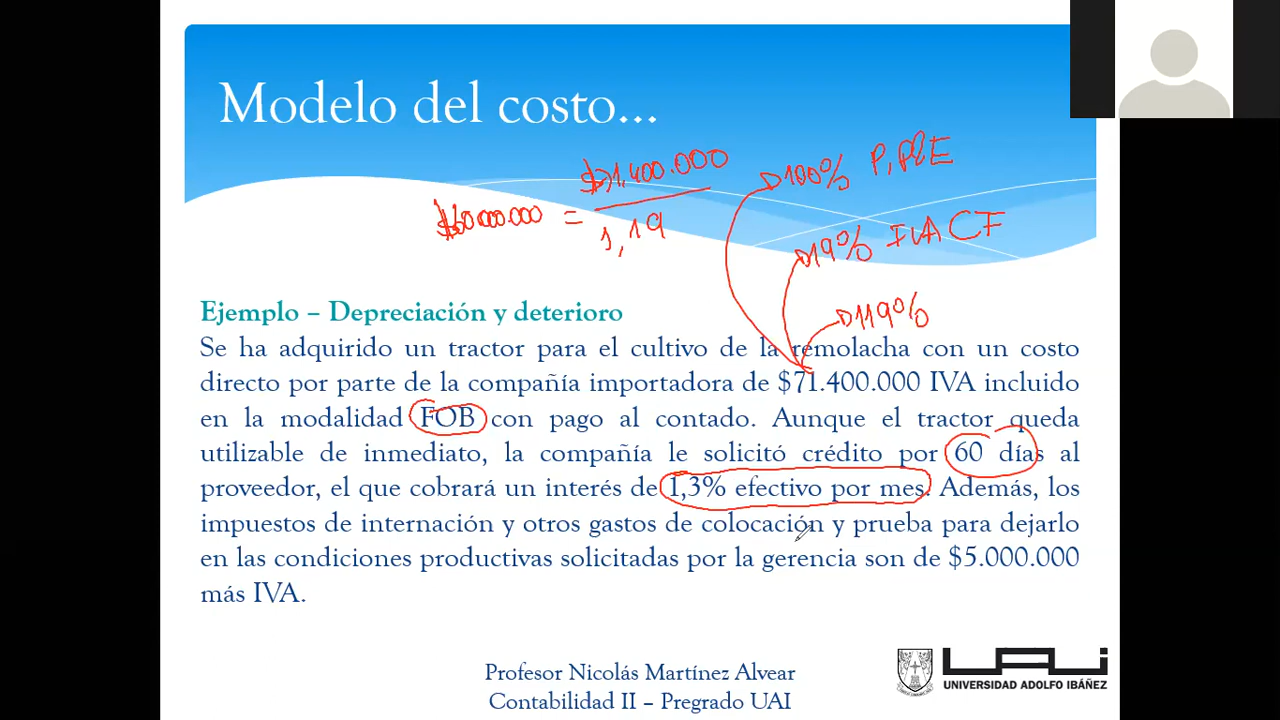 Modelo del costo...
$71.400.000
100% P,P&E
$60.000.000 =
1,19
19% IVA CF
119%
Ejemplo – Depreciación y deterioro
Se ha adquirido un tractor para el cultivo de la remolacha con un costo
directo por parte de la compañía importadora de $71.400.000 IVA incluido
en la modalidad FOB con pago al contado. Aunque el tractor queda
utilizable de inmediato, la compañía le solicitó crédito por 60 días al
proveedor, el que cobrará un interés de 1,3% efectivo por mes. Además, los
impuestos de internación y otros gastos de colocación y prueba para dejarlo
en las condiciones productivas solicitadas por la gerencia son de $5.000.000
más IVA.
Profesor Nicolás Martínez Alvear
Contabilidad II - Pregrado UAI
UAI
UNIVERSIDAD ADOLFO IBÁÑEZ